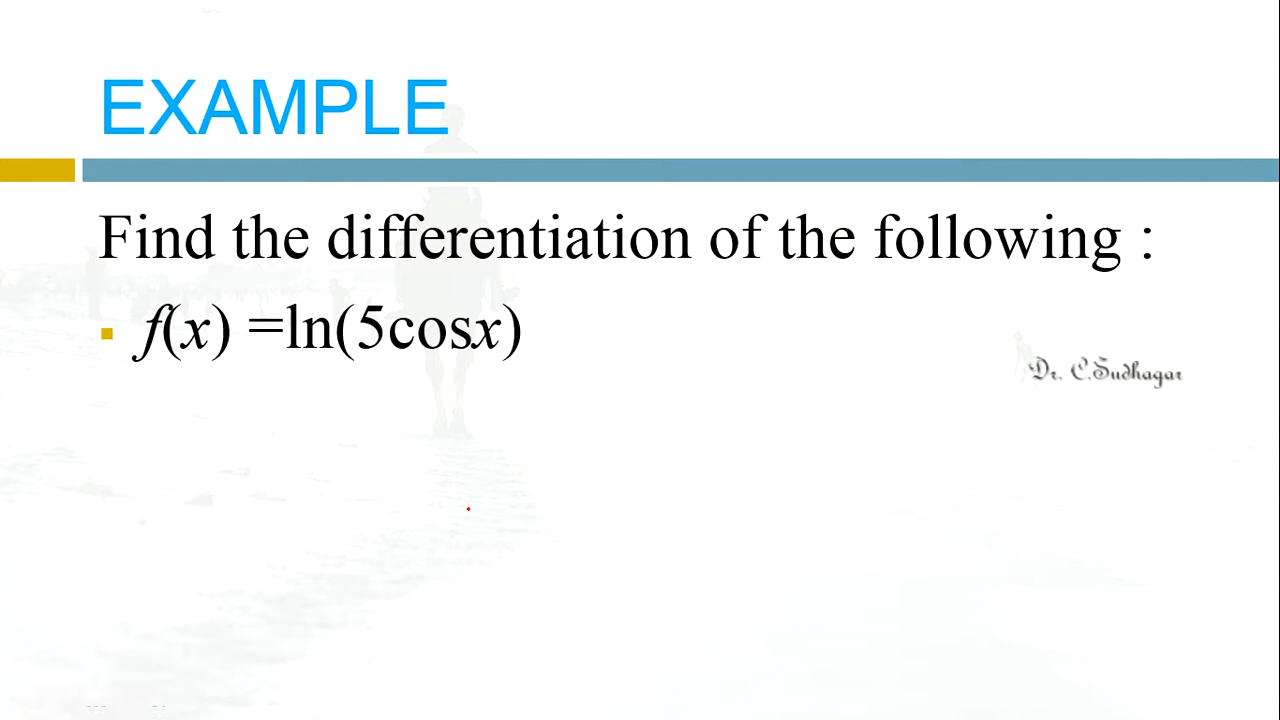 EXAMPLE
Find the differentiation of the following :
▪ f(x) =ln(5cosx)
Dr. C.Sudhagar